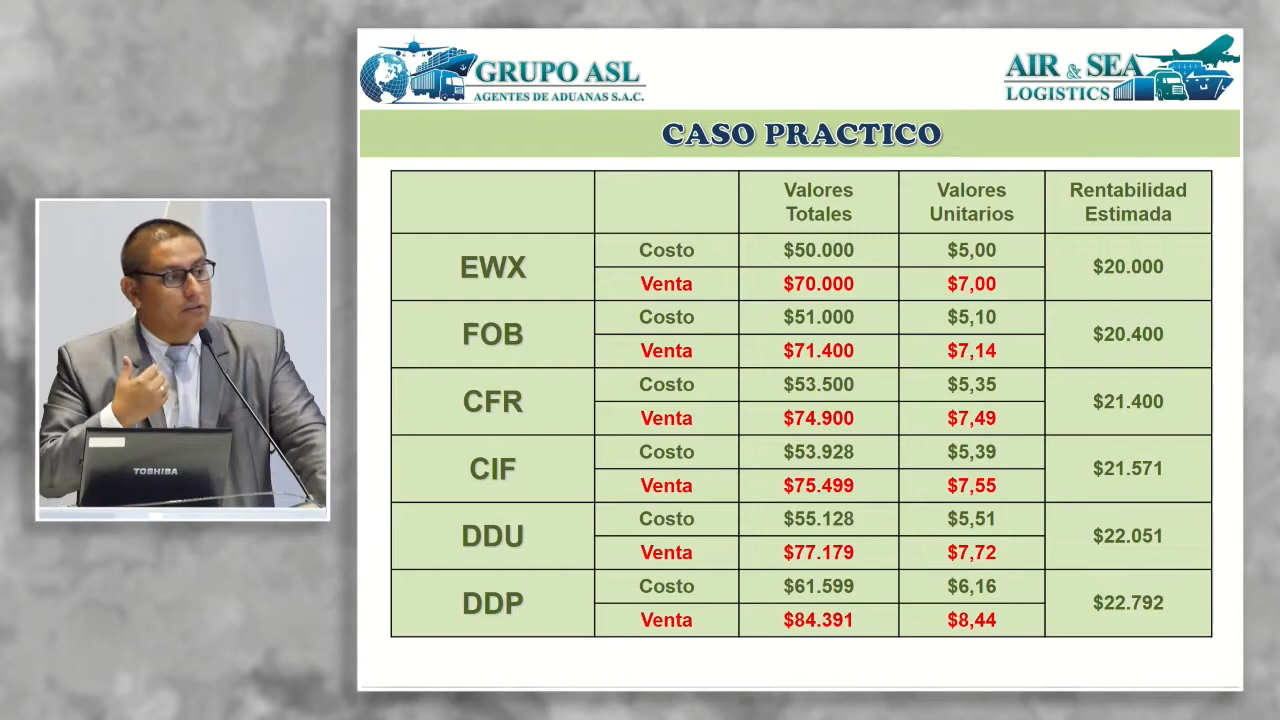 GRUPO ASL
AGENTES DE ADUANAS S.A.C.
AIR & SEA
LOGISTICS
CASO PRACTICO
Valores Totales
Valores Unitarios
Rentabilidad Estimada
EWX
Costo $50.000 $5,00
$20.000
Venta $70.000 $7,00
FOB
Costo $51.000 $5,10
$20.400
Venta $71.400 $7,14
CFR
Costo $53.500 $5,35
$21.400
Venta $74.900 $7,49
CIF
Costo $53.928 $5,39
$21.571
Venta $75.499 $7,55
DDU
Costo $55.128 $5,51
$22.051
Venta $77.179 $7,72
DDP
Costo $61.599 $6,16
$22.792
Venta $84.391 $8,44
TOSHIBA